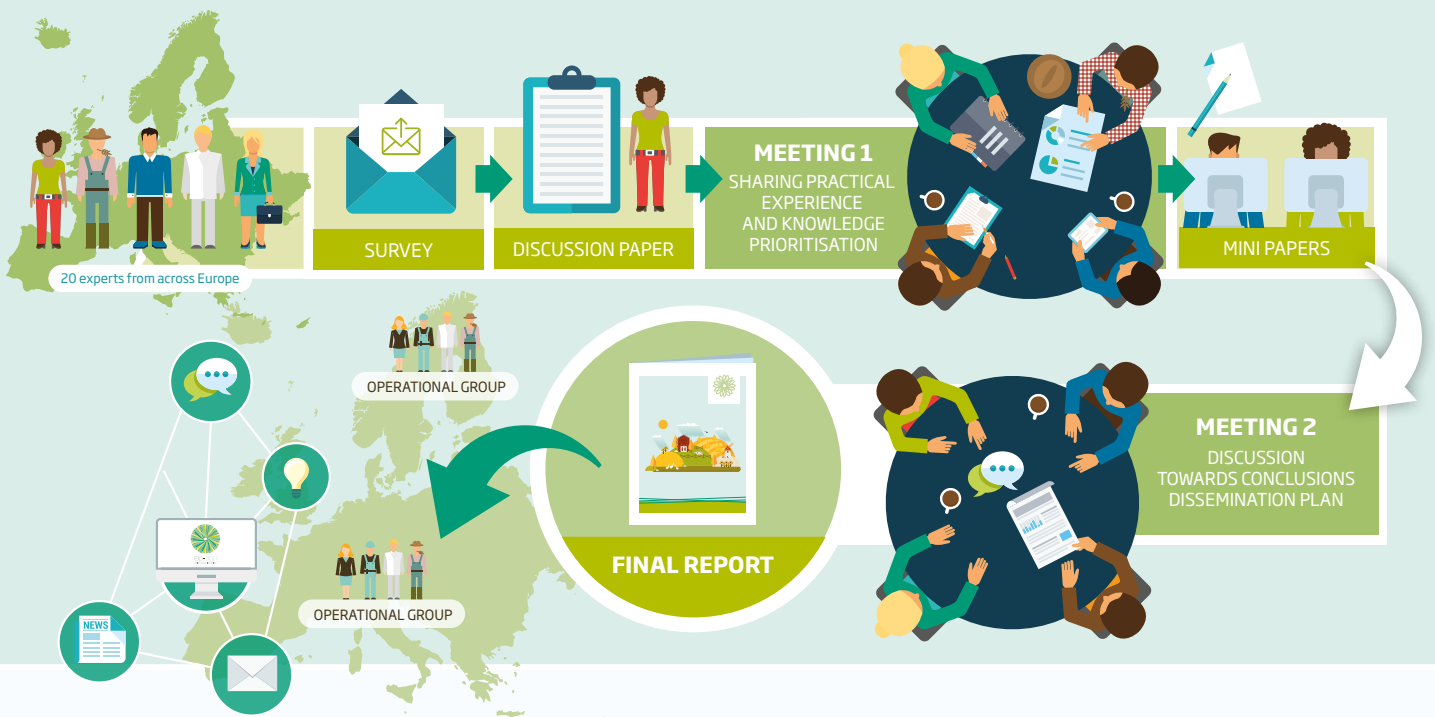 20 experts from across Europe
SURVEY
DISCUSSION PAPER
MEETING 1
SHARING PRACTICAL
EXPERIENCE
AND KNOWLEDGE
PRIORITISATION
MINI PAPERS
MEETING 2
DISCUSSION
TOWARDS CONCLUSIONS
DISSEMINATION PLAN
FINAL REPORT
OPERATIONAL GROUP
OPERATIONAL GROUP
NEWS